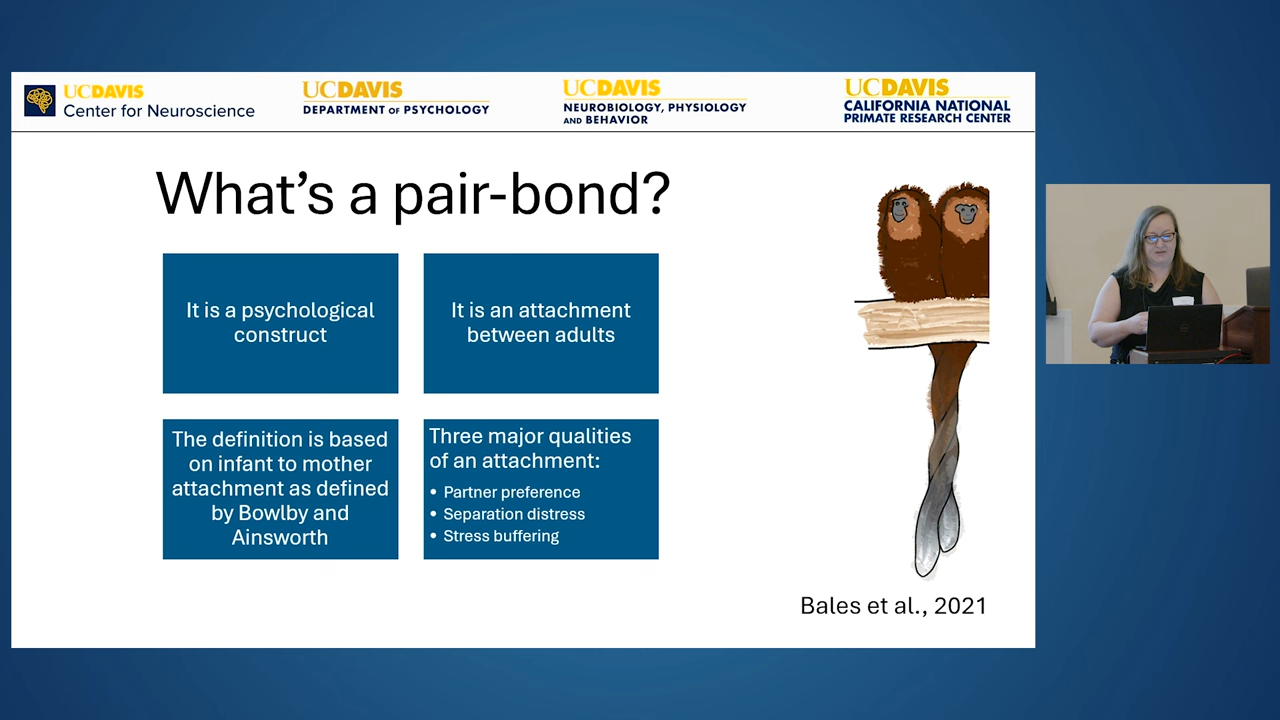 UCDAVIS
Center for Neuroscience
UCDAVIS
DEPARTMENT OF PSYCHOLOGY
UCDAVIS
NEUROBIOLOGY, PHYSIOLOGY
AND BEHAVIOR
UCDAVIS
CALIFORNIA NATIONAL
PRIMATE RESEARCH CENTER
What's a pair-bond?
It is a psychological
construct
It is an attachment
between adults
The definition is based
on infant to mother
attachment as defined
by Bowlby and
Ainsworth
Three major qualities
of an attachment:
• Partner preference
• Separation distress
• Stress buffering
Bales et al., 2021